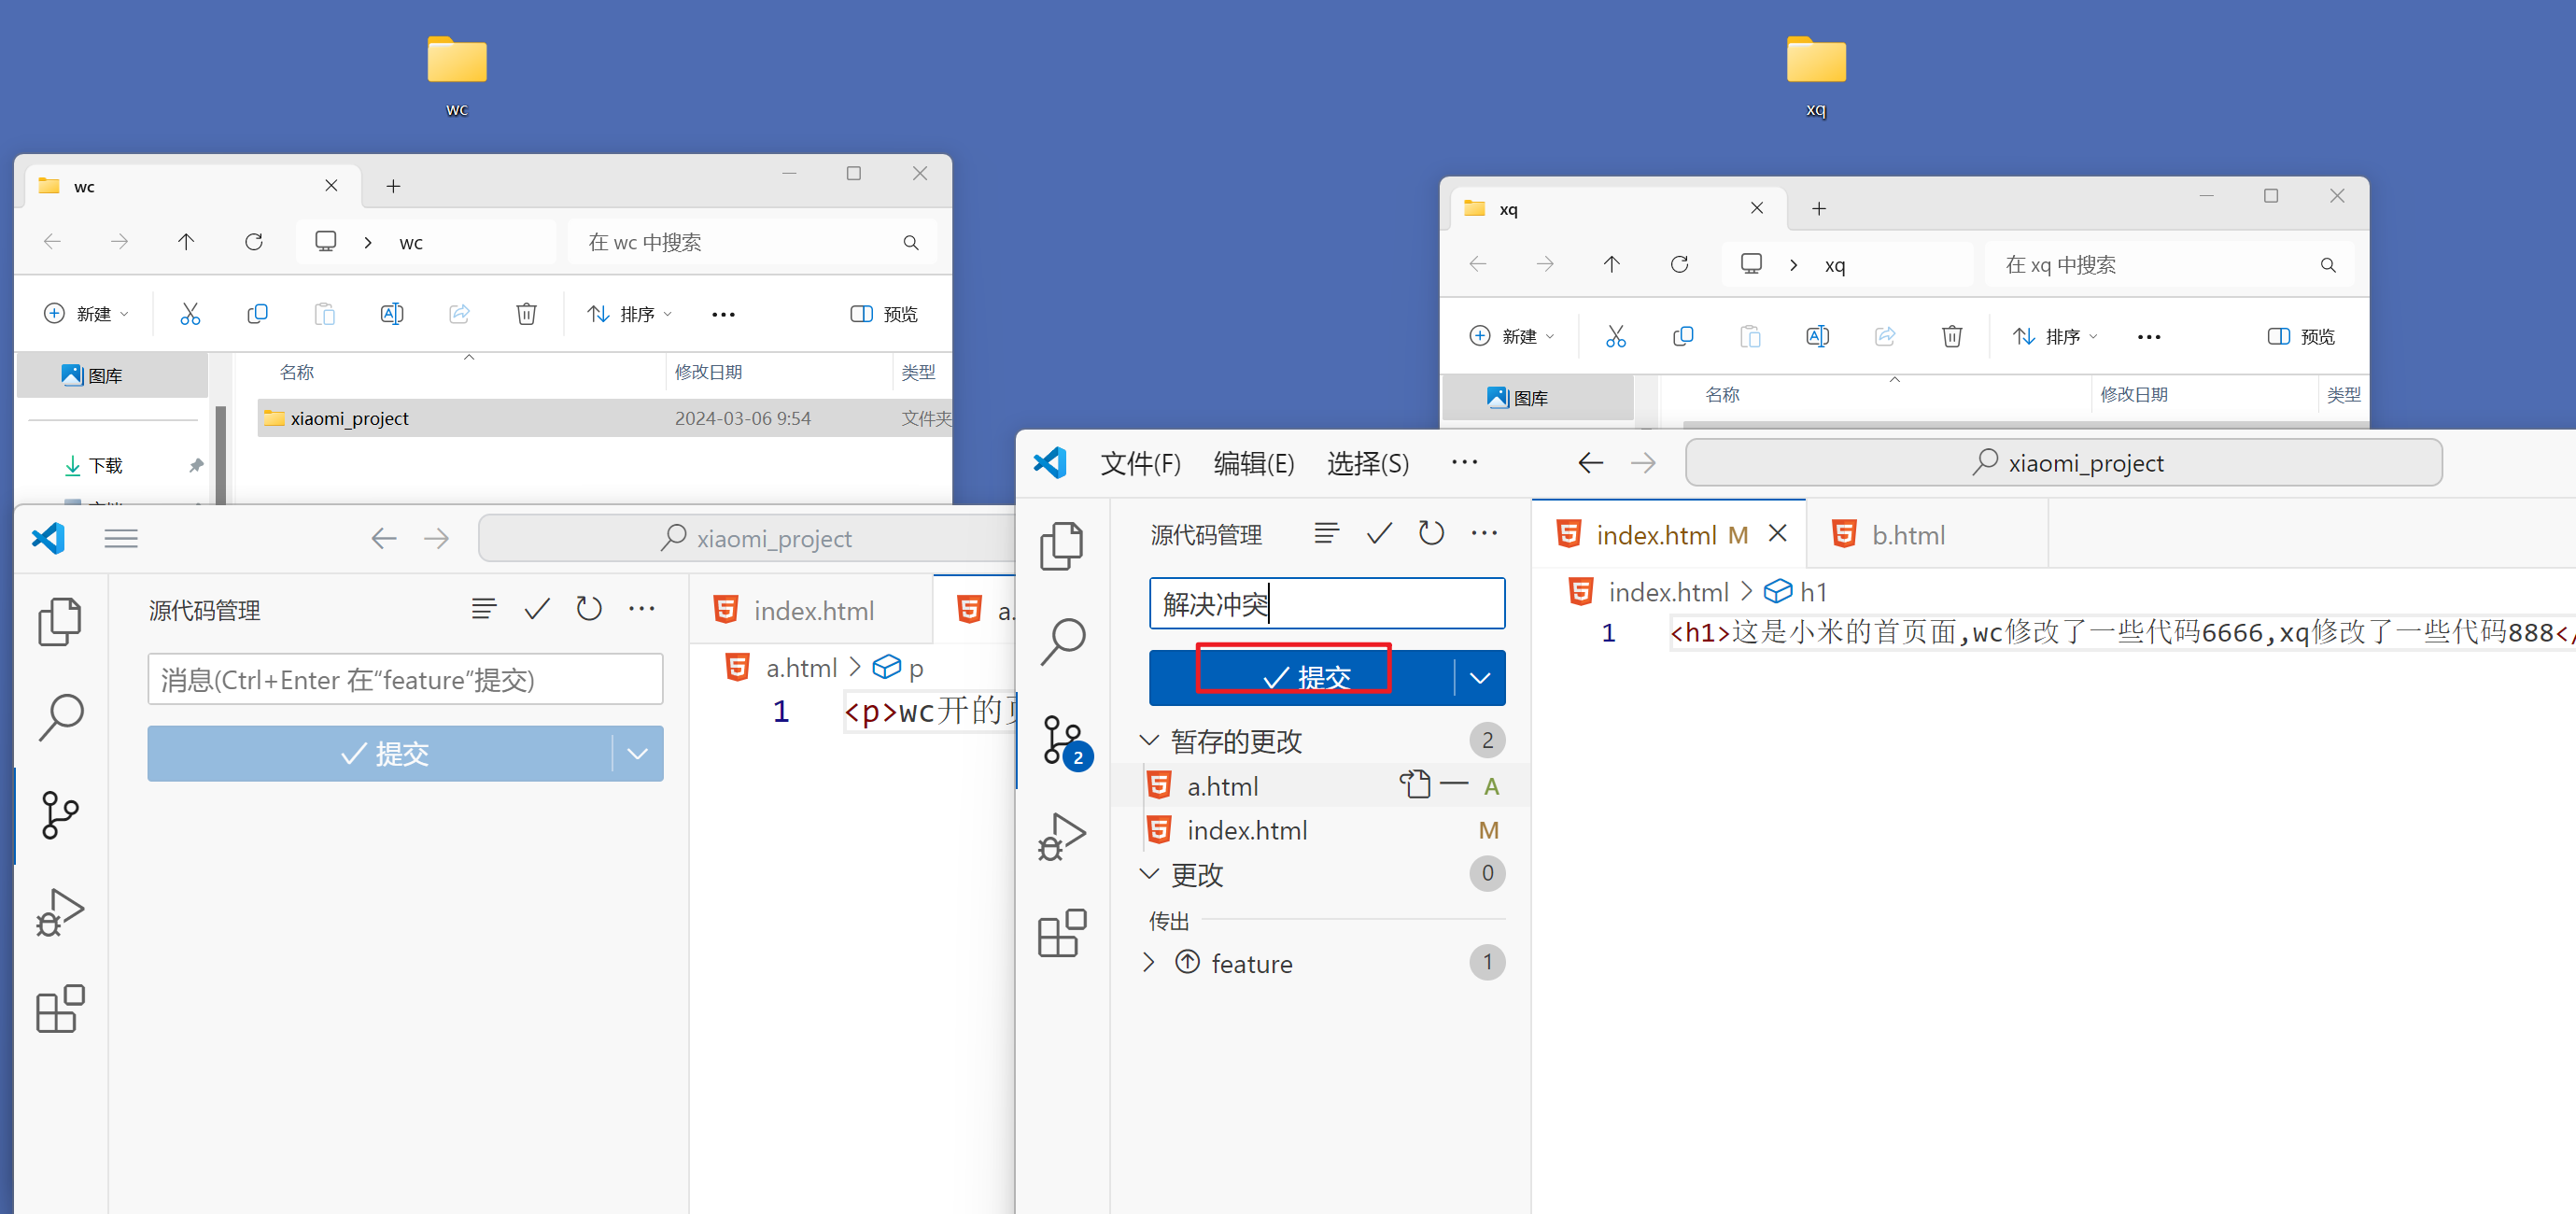 wc
xq
wc
wc
在 wc 中搜索
新建
排序
预览
图库
名称
修改日期
类型
xiaomi_project
2024-03-06 9:54
文件夹
下载
xq
xq
在 xq 中搜索
新建
排序
预览
图库
名称
修改日期
类型
xiaomi_project
源代码管理
消息(Ctrl+Enter 在“feature”提交)
提交
index.html
a.
a.html
p
1
<p>wc开的
文件(F)
编辑(E)
选择(S)
xiaomi_project
源代码管理
解决冲突
提交
2
暂存的更改
2
a.html
A
index.html
M
更改
0
传出
feature
1
index.html M
b.html
index.html
h1
1
<h1>这是小米的首页面,wc修改了一些代码6666,xq修改了一些代码888</